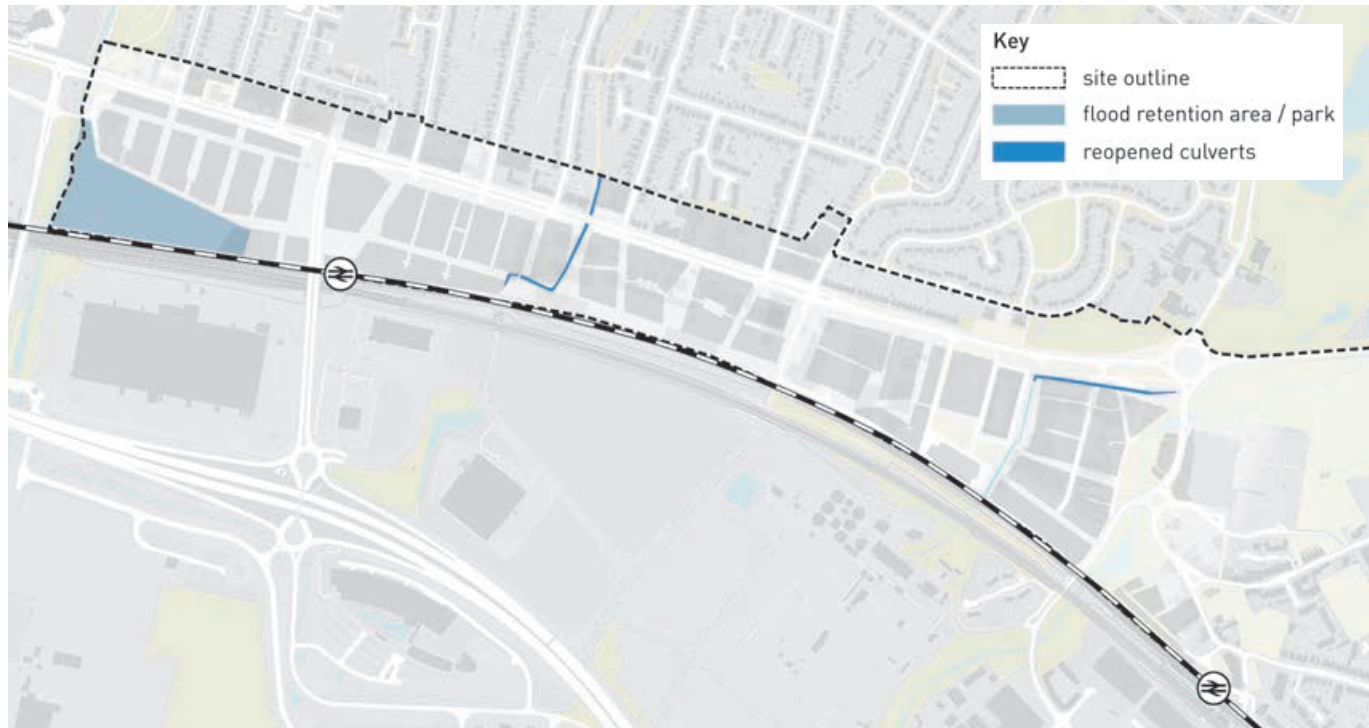 Key
site outline
flood retention area / park
reopened culverts